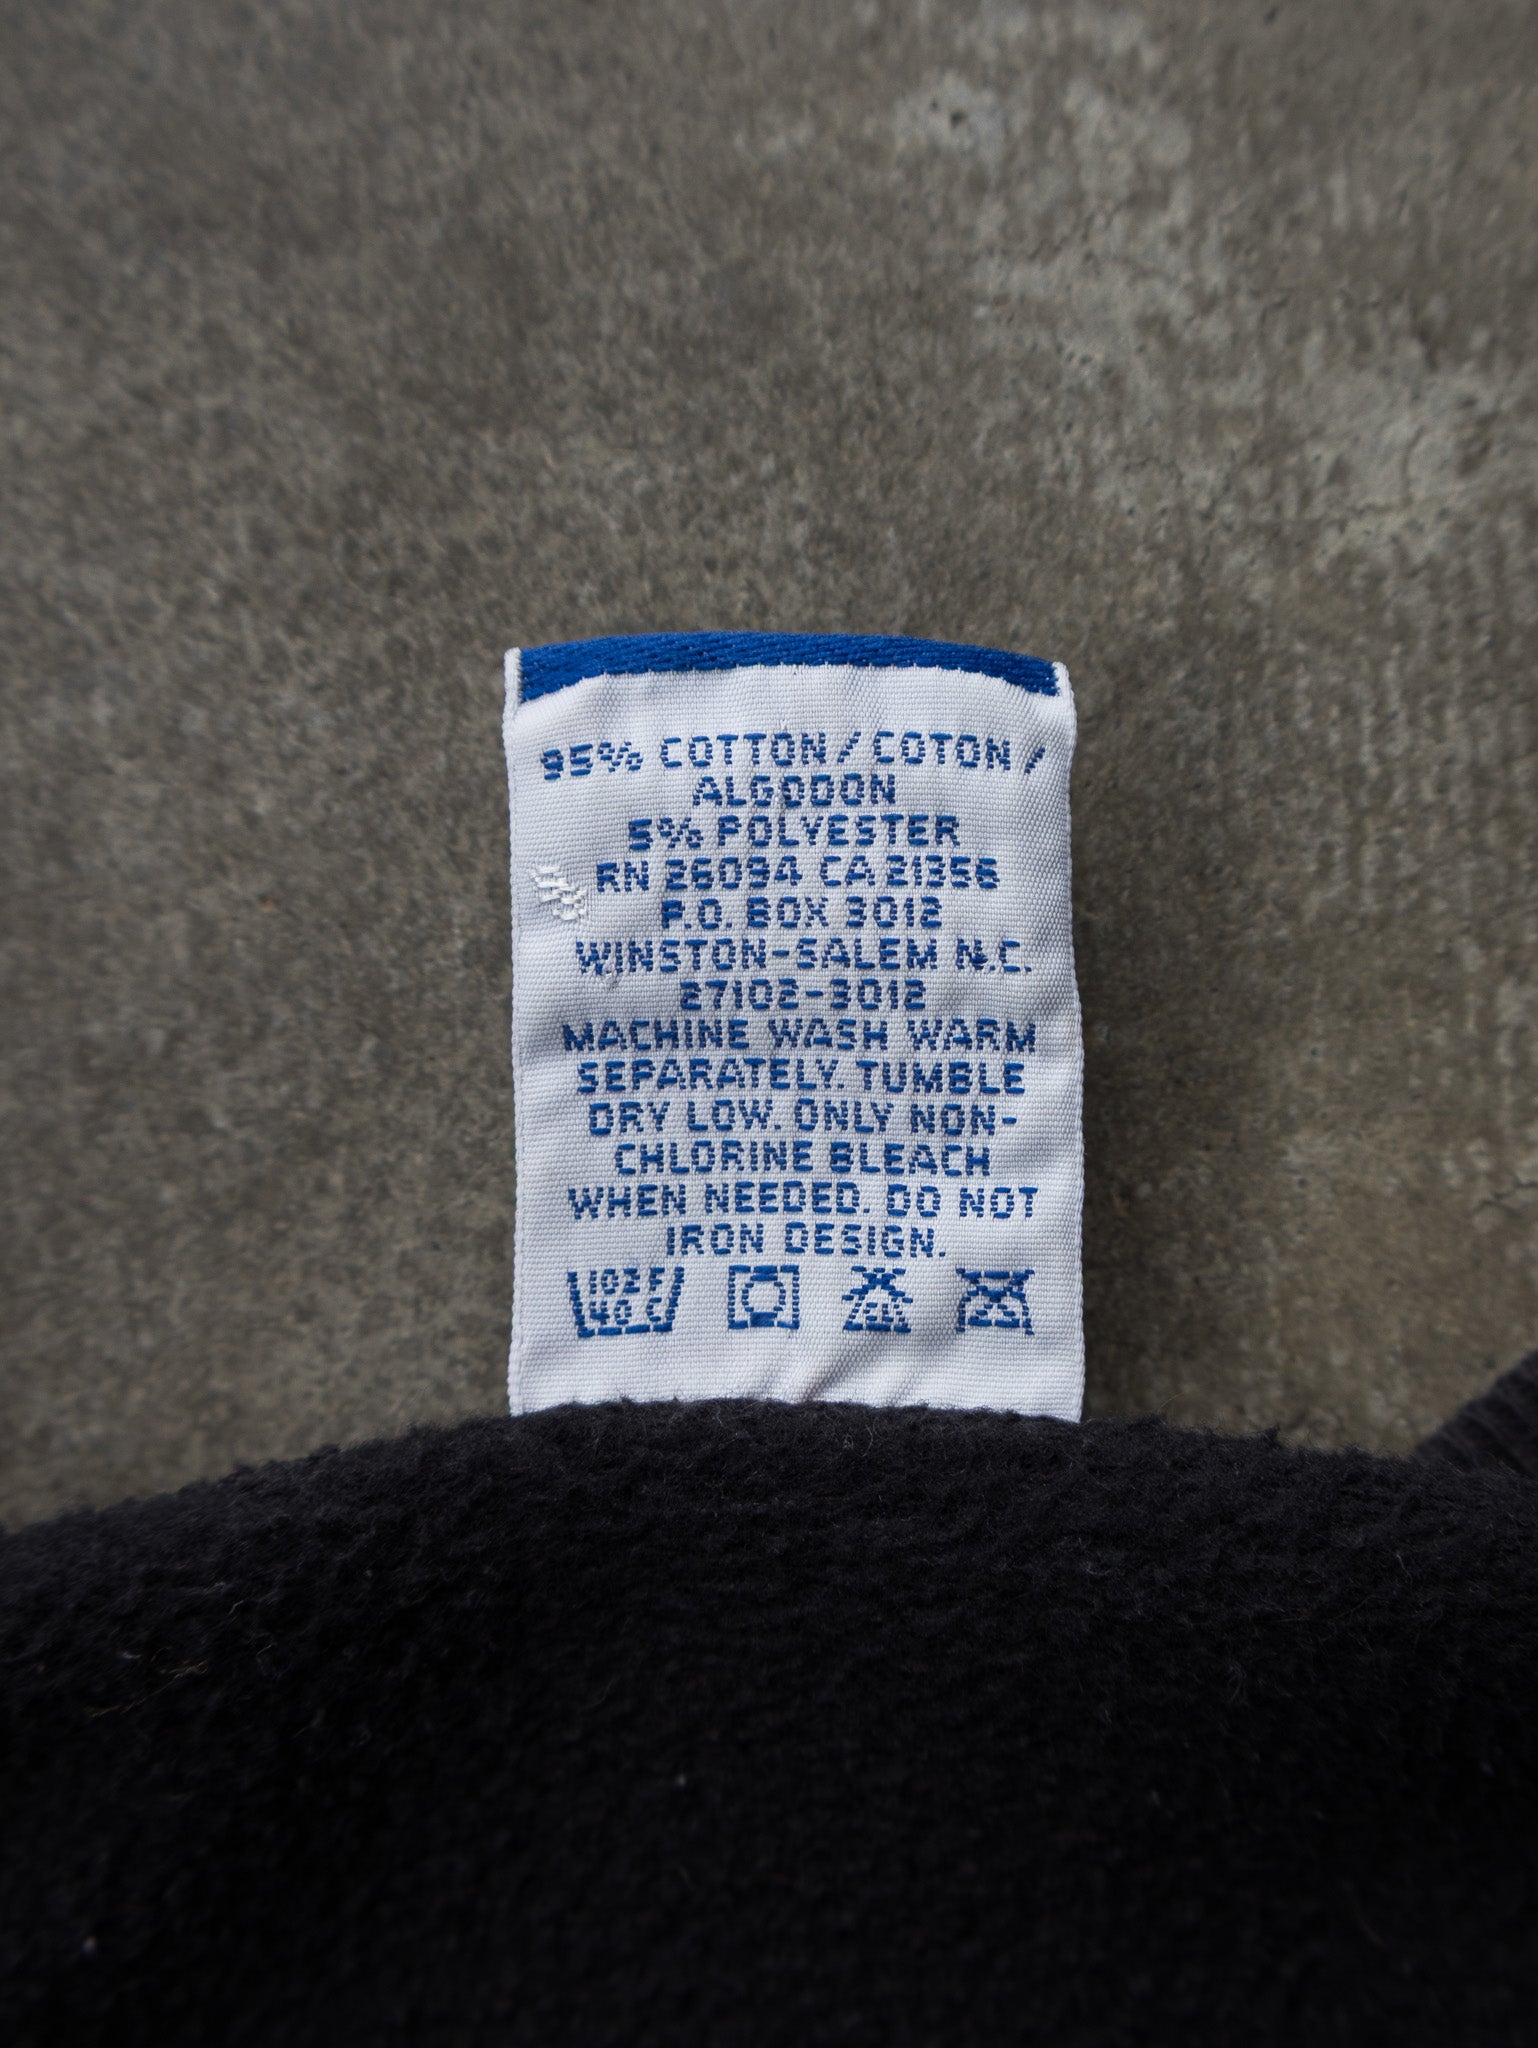 95% COTTON/COTON/
ALGODON
5% POLYESTER
RN 26094 CA 21356
P.O. BOX 3012
WINSTON-SALEM N.C.
27102-3012
MACHINE WASH WARM
SEPARATELY. TUMBLE
DRY LOW. ONLY NON-
CHLORINE BLEACH
WHEN NEEDED. DO NOT
IRON DESIGN.
102 F
40 C